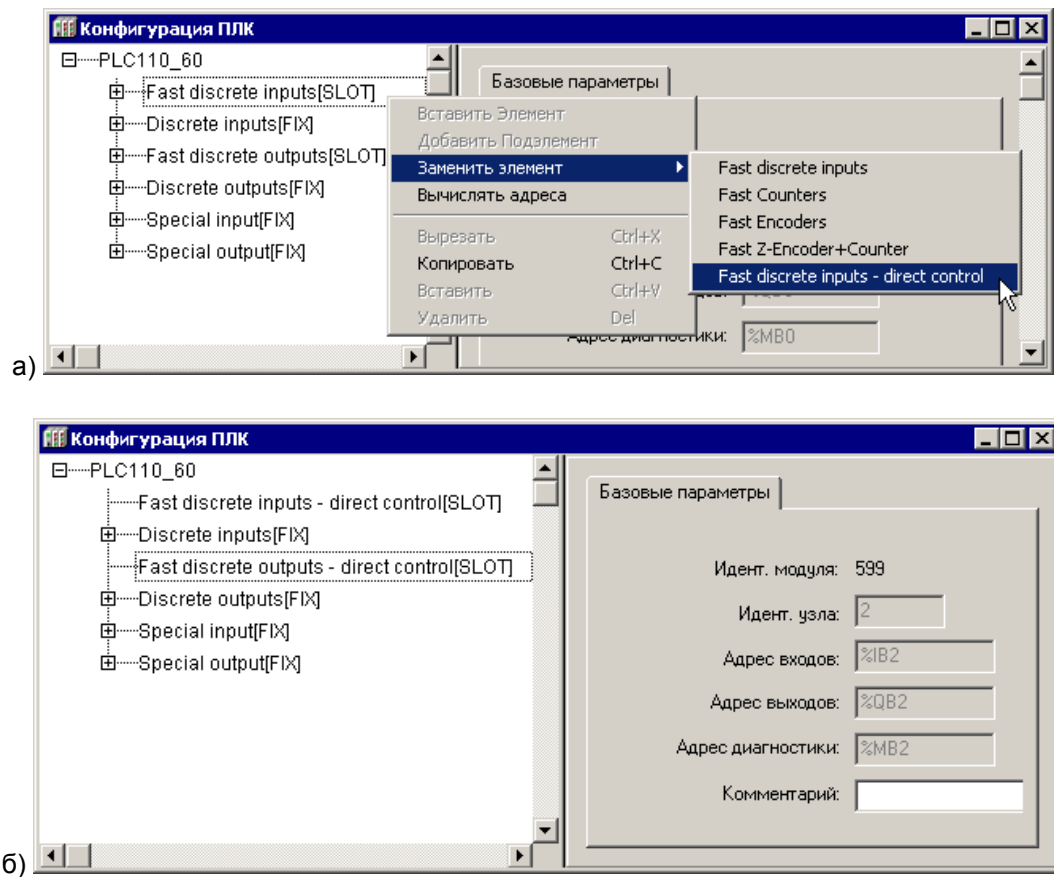 Конфигурация ПЛК
PLC110_60
Fast discrete inputs[SLOT]
Discrete inputs[FIX]
Fast discrete outputs[SLOT]
Discrete outputs[FIX]
Special input[FIX]
Special output[FIX]
Базовые параметры
Вставить Элемент
Добавить Подэлемент
Заменить элемент
Вычислять адреса
Вырезать Ctrl+X
Копировать Ctrl+C
Вставить Ctrl+V
Удалить Del
Fast discrete inputs
Fast Counters
Fast Encoders
Fast Z-Encoder+Counter
Fast discrete inputs - direct control
Адрес диагностики: %MB0
а)
Конфигурация ПЛК
PLC110_60
Fast discrete inputs - direct control[SLOT]
Discrete inputs[FIX]
Fast discrete outputs - direct control[SLOT]
Discrete outputs[FIX]
Special input[FIX]
Special output[FIX]
Базовые параметры
Идент. модуля: 599
Идент. узла: 2
Адрес входов: %IB2
Адрес выходов: %QB2
Адрес диагностики: %MB2
Комментарий:
б)